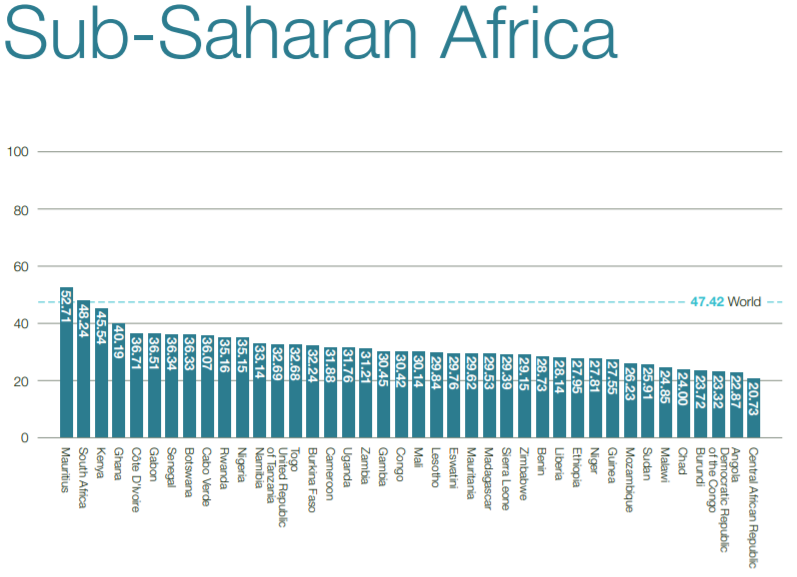 Sub-Saharan Africa
100
80
60
40
20
0
47.42 World
52.71
48.24
45.54
40.19
36.71
36.51
36.34
36.33
36.07
35.16
35.15
33.14
32.69
32.68
32.24
31.88
31.76
31.21
30.45
30.42
30.14
29.84
29.76
29.62
29.53
29.39
29.15
28.73
28.14
27.95
27.81
27.55
26.23
25.91
24.85
24.00
23.72
23.32
22.87
20.73
Mauritius
South Africa
Kenya
Ghana
Côte D'Ivoire
Gabon
Senegal
Botswana
Cabo Verde
Rwanda
Nigeria
Namibia
United Republic
of Tanzania
Togo
Burkina Faso
Cameroon
Uganda
Zambia
Gambia
Congo
Mali
Lesotho
Eswatini
Mauritania
Madagascar
Sierra Leone
Zimbabwe
Benin
Liberia
Ethiopia
Niger
Guinea
Mozambique
Sudan
Malawi
Chad
Burundi
Democratic Republic
of the Congo
Angola
Central African Republic